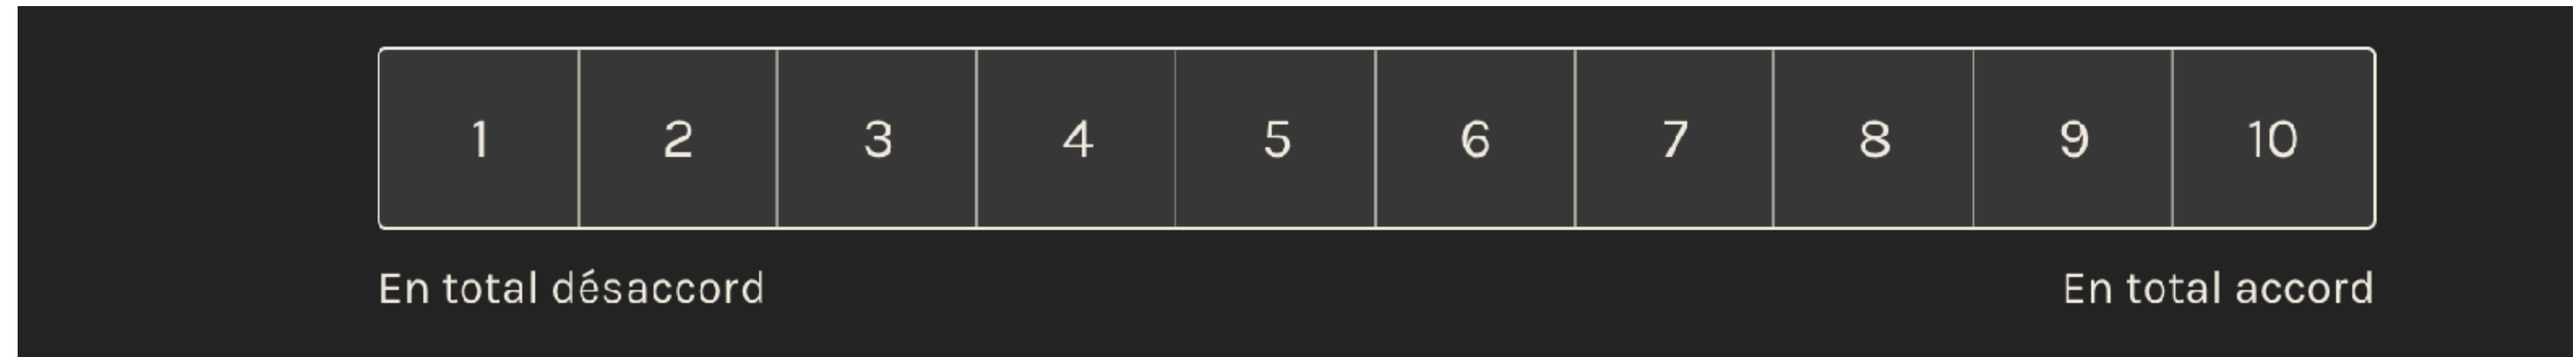 1 2 3 4 5 6 7 8 9 10
En total désaccord En total accord